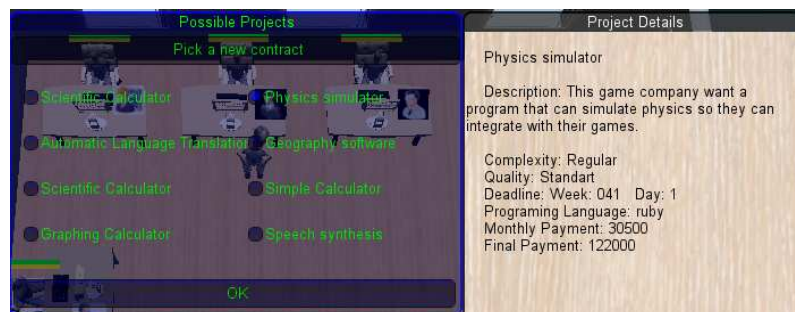 Possible Projects
Pick a new contract
Scientific Calculator
Physics simulator
Automatic Language Translation
Geography software
Scientific Calculator
Simple Calculator
Graphing Calculator
Speech synthesis
OK
Project Details
Physics simulator
Description: This game company want a
program that can simulate physics so they can
integrate with their games.
Complexity: Regular
Quality: Standart
Deadline: Week: 041 Day: 1
Programing Language: ruby
Monthly Payment: 30500
Final Payment: 122000